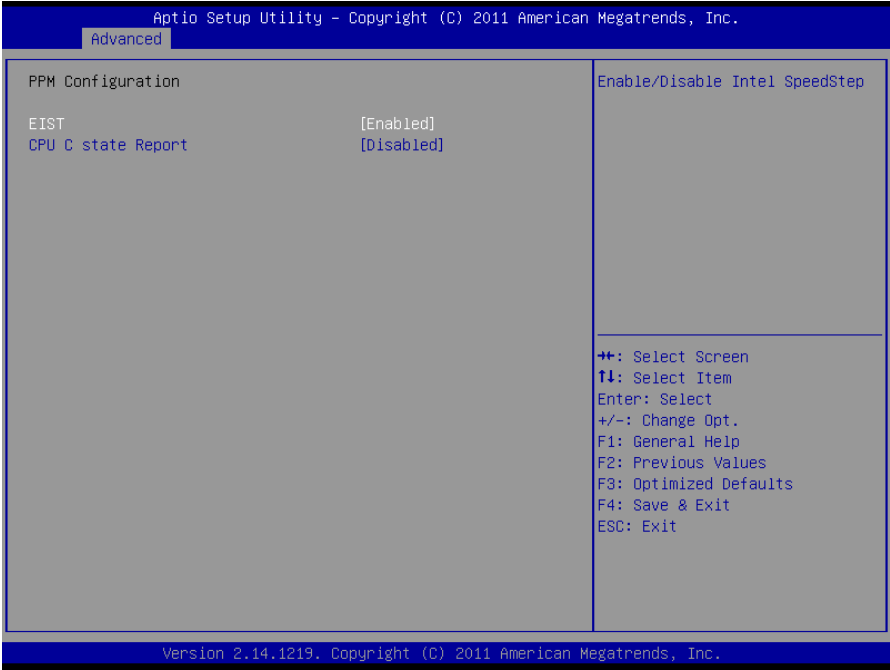 Aptio Setup Utility – Copyright (C) 2011 American Megatrends, Inc.
Advanced
PPM Configuration
EIST [Enabled]
CPU C state Report [Disabled]
Enable/Disable Intel SpeedStep
→←: Select Screen
↑↓: Select Item
Enter: Select
+/-: Change Opt.
F1: General Help
F2: Previous Values
F3: Optimized Defaults
F4: Save & Exit
ESC: Exit
Version 2.14.1219. Copyright (C) 2011 American Megatrends, Inc.